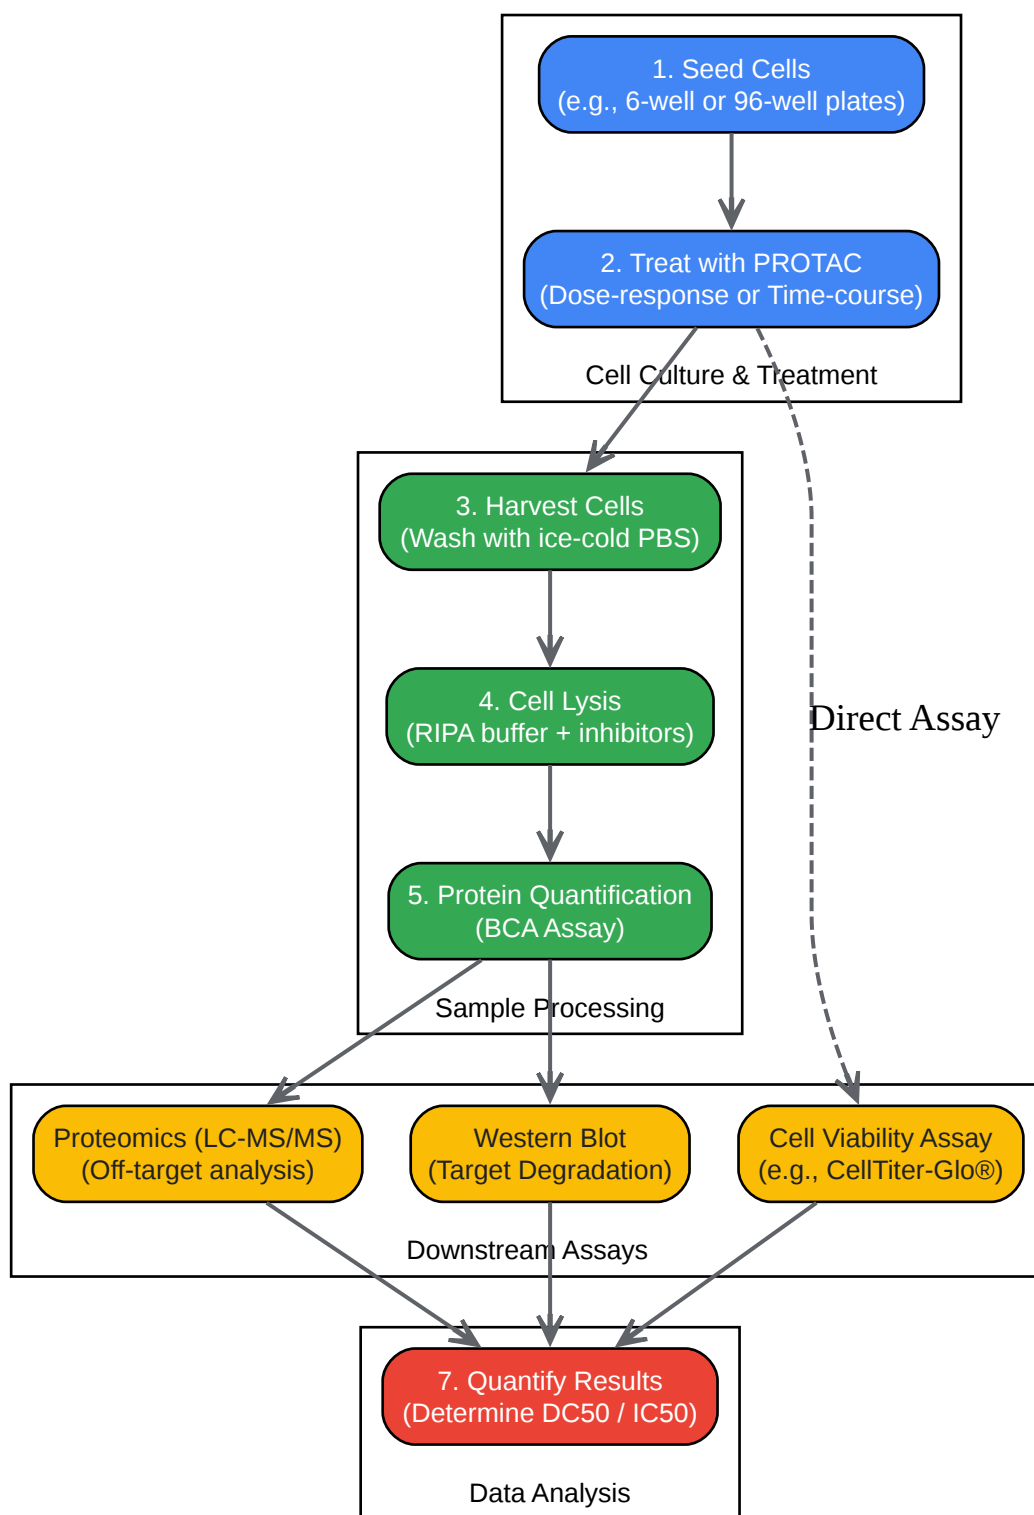 1. Seed Cells
(e.g., 6-well or 96-well plates)
2. Treat with PROTAC
(Dose-response or Time-course)
Cell Culture & Treatment
3. Harvest Cells
(Wash with ice-cold PBS)
4. Cell Lysis
(RIPA buffer + inhibitors)
Direct Assay
5. Protein Quantification
(BCA Assay)
Sample Processing
Proteomics (LC-MS/MS)
(Off-target analysis)
Western Blot
(Target Degradation)
Cell Viability Assay
(e.g., CellTiter-Glo®)
Downstream Assays
7. Quantify Results
(Determine DC50 / IC50)
Data Analysis